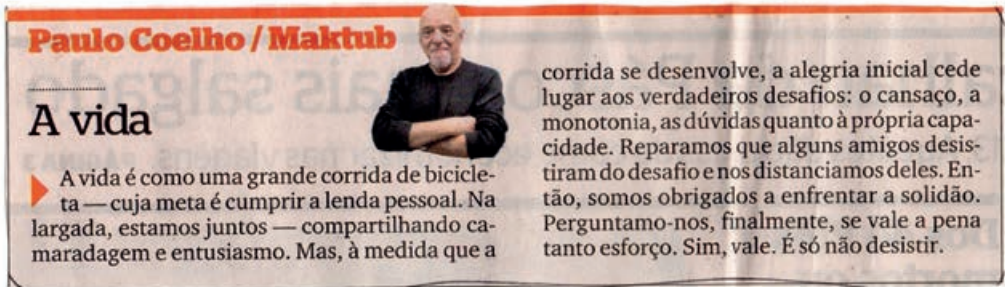 Paulo Coelho / Maktub
A vida
A vida é como uma grande corrida de bicicle-
ta — cuja meta é cumprir a lenda pessoal. Na
largada, estamos juntos — compartilhando ca-
maradagem e entusiasmo. Mas, à medida que a
corrida se desenvolve, a alegria inicial cede
lugar aos verdadeiros desafios: o cansaço, a
monotonia, as dúvidas quanto à própria capa-
cidade. Reparamos que alguns amigos desis-
tiram do desafio e nos distanciamos deles. En-
tão, somos obrigados a enfrentar a solidão.
Perguntamo-nos, finalmente, se vale a pena
tanto esforço. Sim, vale. É só não desistir.